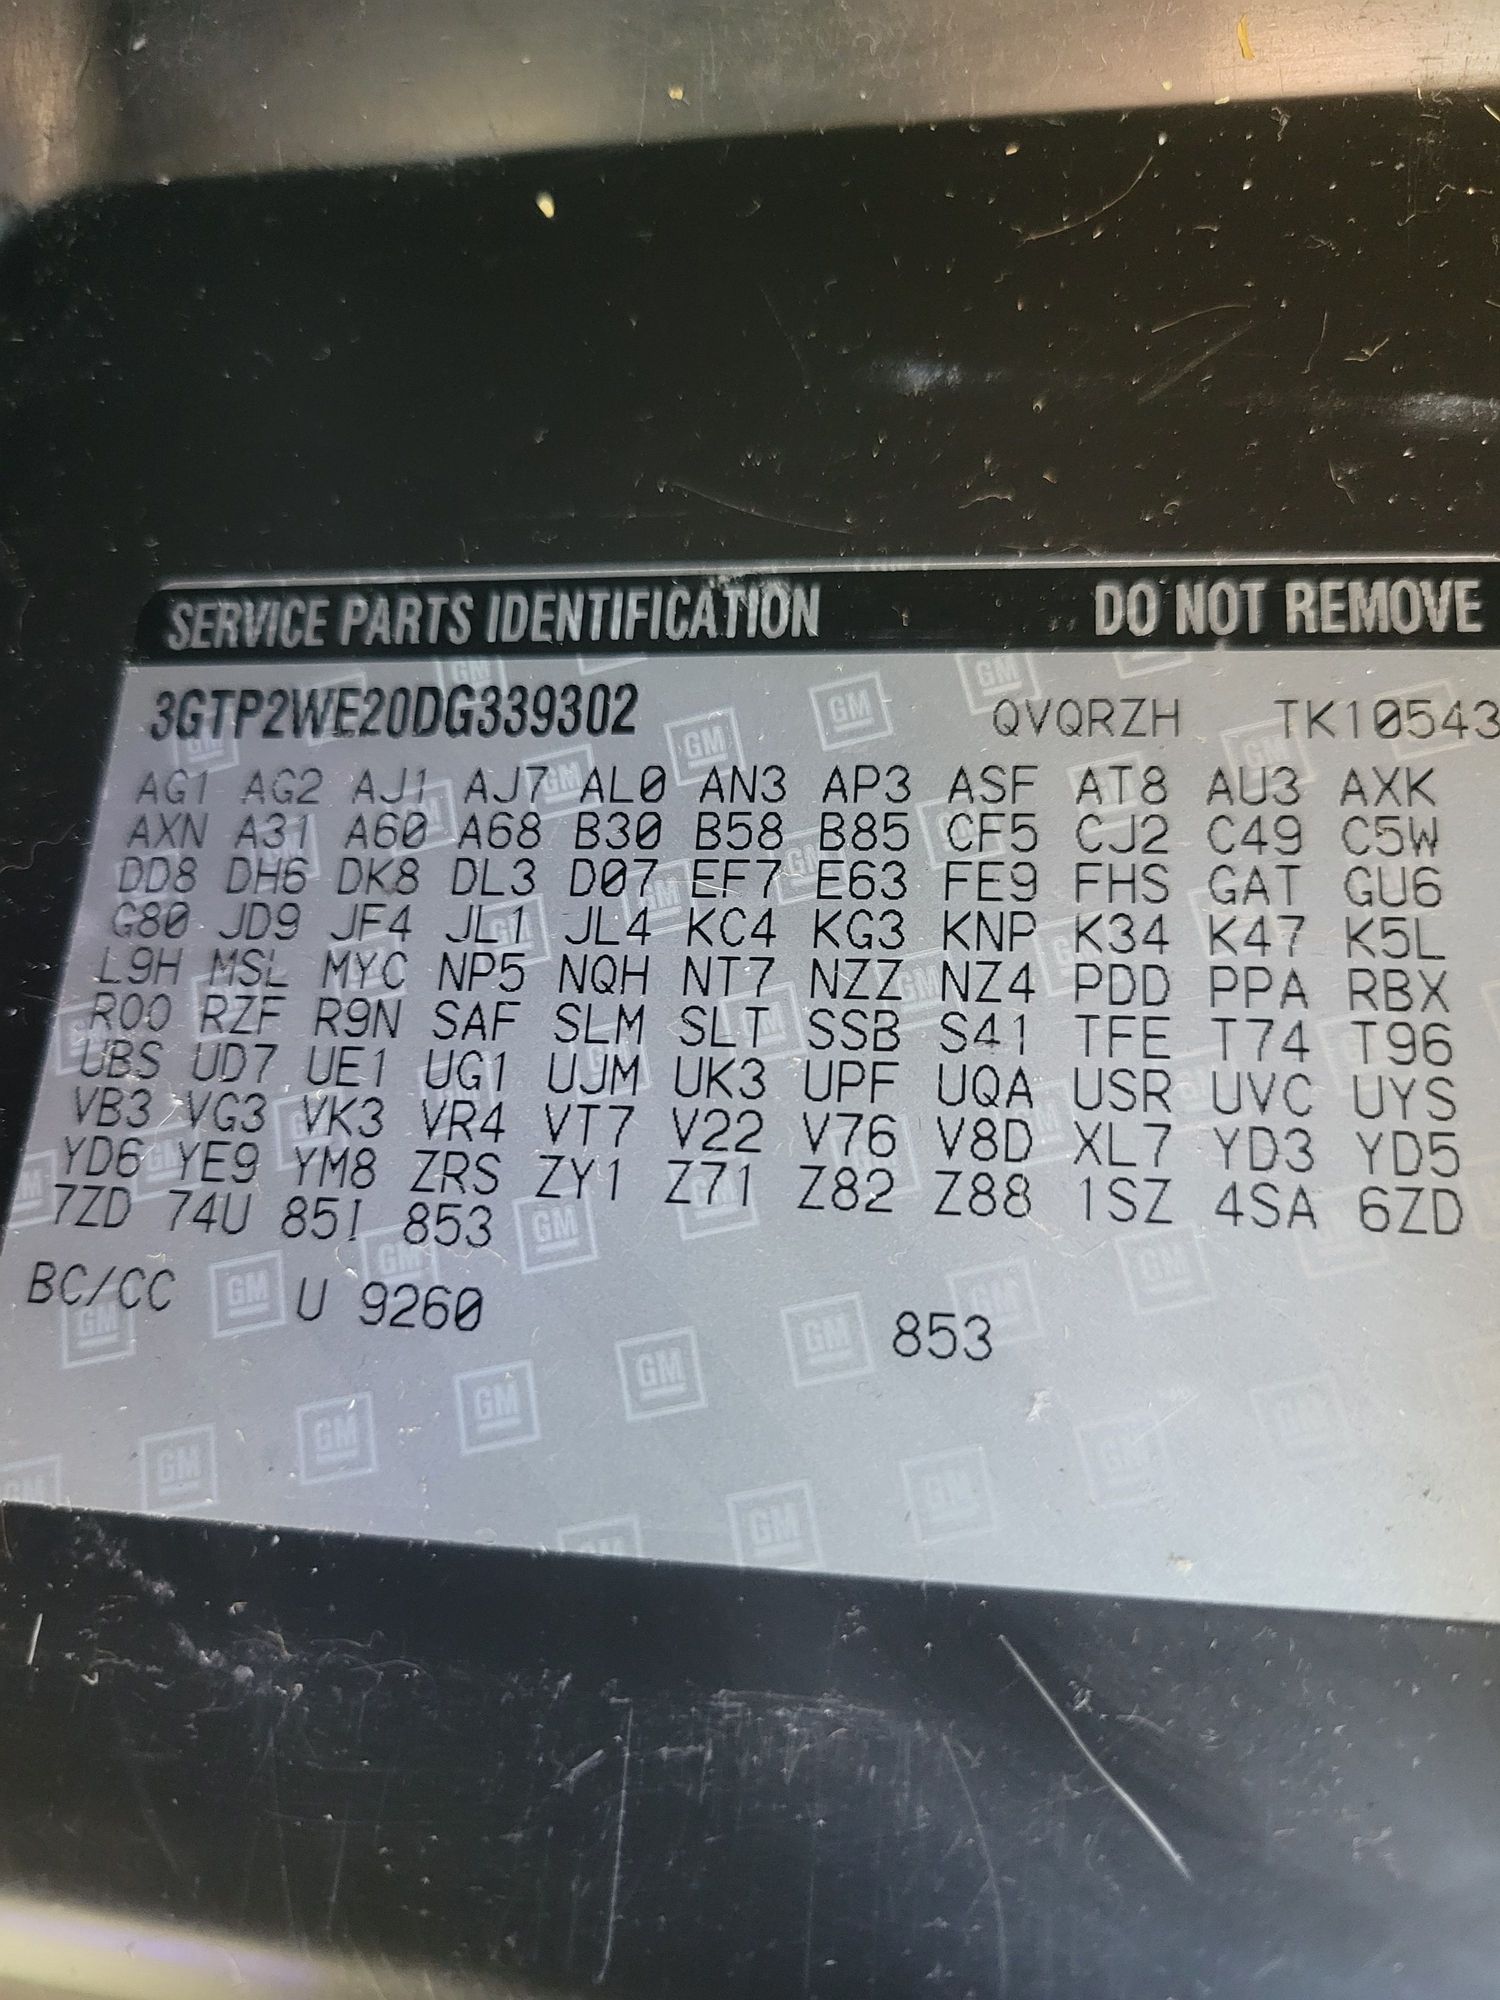 SERVICE PARTS IDENTIFICATION DO NOT REMOVE
3GTP2WE20DG339302 QVQRZH TK10543
AG1 AG2 AJ1 AJ7 AL0 AN3 AP3 ASF AT8 AU3 AXK
AXN A31 A60 A68 B30 B58 B85 CF5 CJ2 C49 C5W
DD8 DH6 DK8 DL3 D07 EF7 E63 FE9 FHS GAT GU6
G80 JD9 JF4 JL1 JL4 KC4 KG3 KNP K34 K47 K5L
L9H MSL MYC NP5 NQH NT7 NZZ NZ4 PDD PPA RBX
ROO RZF R9N SAF SLM SLT SSB S41 TFE T74 T96
UBS UD7 UE1 UG1 UJM UK3 UPF UQA USR UVC UYS
VB3 VG3 VK3 VR4 VT7 V22 V76 V8D XL7 YD3 YD5
YD6 YE9 YM8 ZRS ZY1 Z71 Z82 Z88 1SZ 4SA 6ZD
7ZD 74U 85I 853
BC/CC U 9260 853